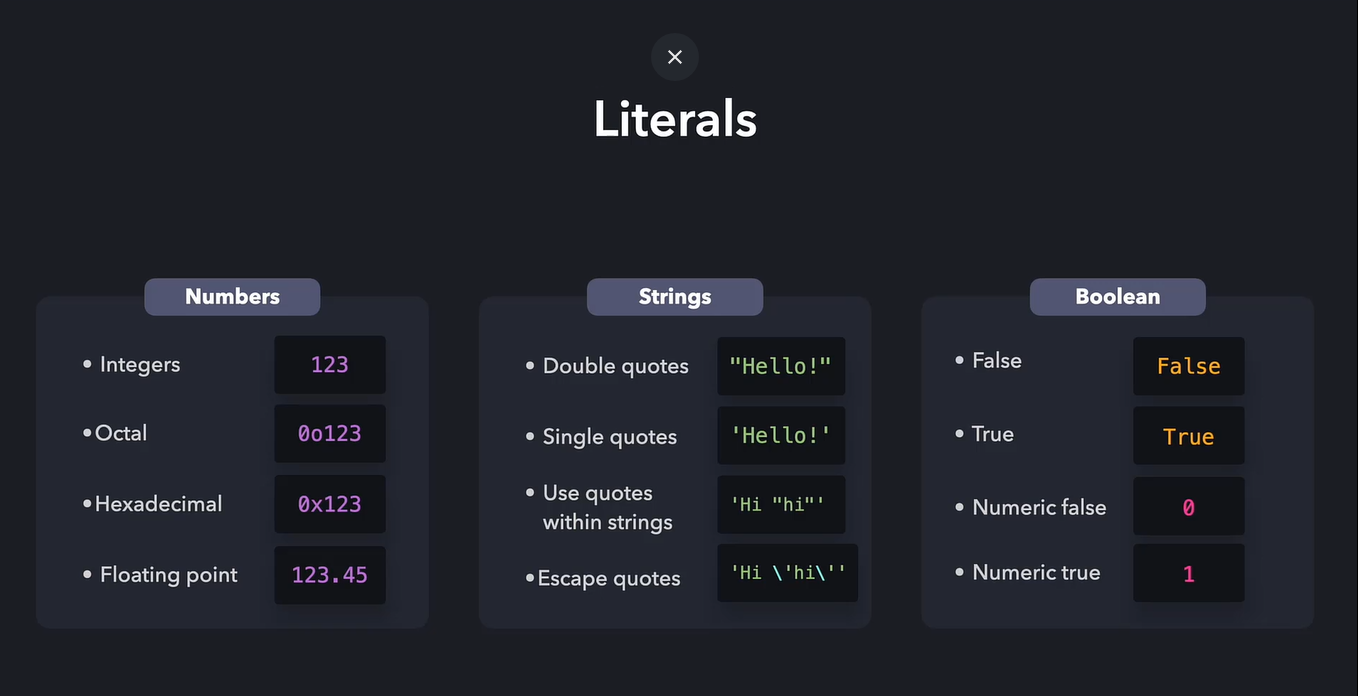 ×
Literals
Numbers
• Integers 123
•Octal 0o123
•Hexadecimal 0x123
• Floating point 123.45
Strings
• Double quotes "Hello!"
• Single quotes 'Hello!'
• Use quotes
within strings 'Hi "hi"'
•Escape quotes 'Hi \'hi\''
Boolean
• False False
• True True
• Numeric false 0
• Numeric true 1